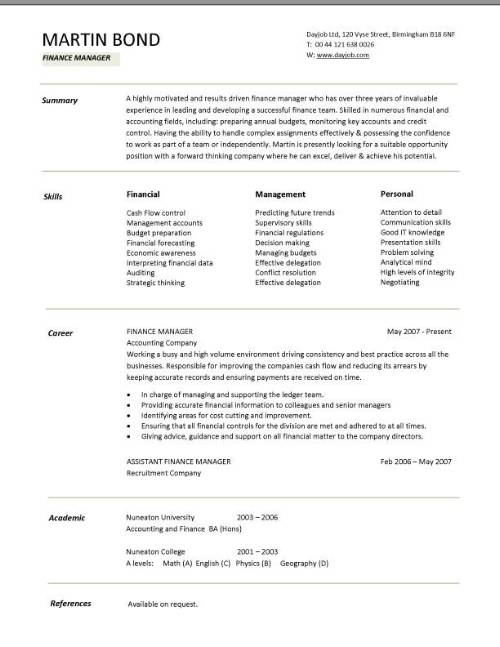 MARTIN BOND
FINANCE MANAGER
Dayjob Ltd, 120 Vyse Street, Birmingham B18 6NF
T: 00 44 121 638 0026
W: www.dayjob.com
Summary
A highly motivated and results driven finance manager who has over three years of invaluable
experience in leading and developing a successful finance team. Skilled in numerous financial and
accounting fields, including: preparing annual budgets, monitoring key accounts and credit
control. Having the ability to handle complex assignments effectively & possessing the confidence
to work as part of a team or independently. Martin is presently looking for a suitable opportunity
position with a forward thinking company where he can excel, deliver & achieve his potential.
Skills
Financial
Cash Flow control
Management accounts
Budget preparation
Financial forecasting
Economic awareness
Interpreting financial data
Auditing
Strategic thinking
Management
Predicting future trends
Supervisory skills
Financial regulations
Decision making
Managing budgets
Effective delegation
Conflict resolution
Effective delegation
Personal
Attention to detail
Communication skills
Good IT knowledge
Presentation skills
Problem solving
Analytical mind
High levels of integrity
Negotiating
Career
FINANCE MANAGER May 2007 - Present
Accounting Company
Working a busy and high volume environment driving consistency and best practice across all the
businesses. Responsible for improving the companies cash flow and reducing its arrears by
keeping accurate records and ensuring payments are received on time.
• In charge of managing and supporting the ledger team.
• Providing accurate financial information to colleagues and senior managers
• Identifying areas for cost cutting and improvement.
• Ensuring that all financial controls for the division are met and adhered to at all times.
• Giving advice, guidance and support on all financial matter to the company directors.
ASSISTANT FINANCE MANAGER Feb 2006 – May 2007
Recruitment Company
Academic
Nuneaton University 2003 – 2006
Accounting and Finance BA (Hons)
Nuneaton College 2001 – 2003
A levels: Math (A) English (C) Physics (B) Geography (D)
References
Available on request.